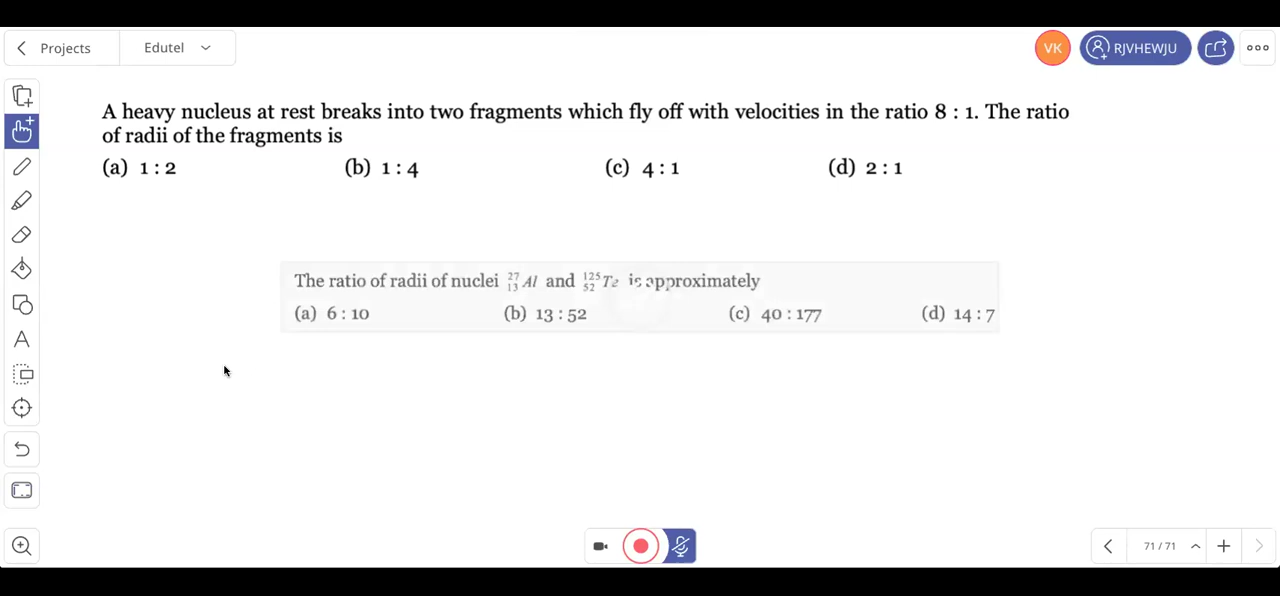 Projects
Edutel
VK
RJVHEWJU
A heavy nucleus at rest breaks into two fragments which fly off with velocities in the ratio 8 : 1. The ratio
of radii of the fragments is
(a) 1 : 2 (b) 1 : 4 (c) 4 : 1 (d) 2 : 1
The ratio of radii of nuclei ²⁷₁₃Al and ¹²⁵₅₂Te is approximately
(a) 6 : 10 (b) 13 : 52 (c) 40 : 177 (d) 14 : 7
A
71 / 71